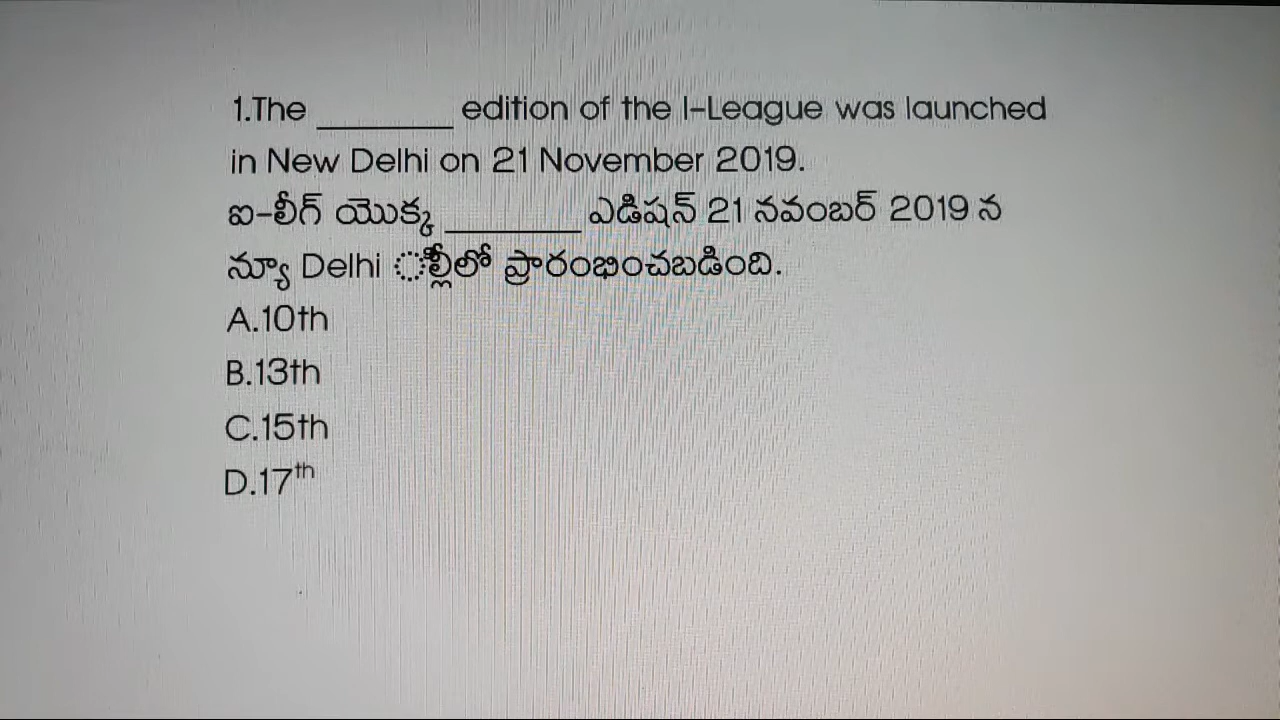 1.The ________ edition of the I-League was launched
in New Delhi on 21 November 2019.
ఐ-లీగ్ యొక్క ________ ఎడిషన్ 21 నవంబర్ 2019 న
న్యూ Delhi ిల్లీలో ప్రారంభించబడింది.
A.10th
B.13th
C.15th
D.17th